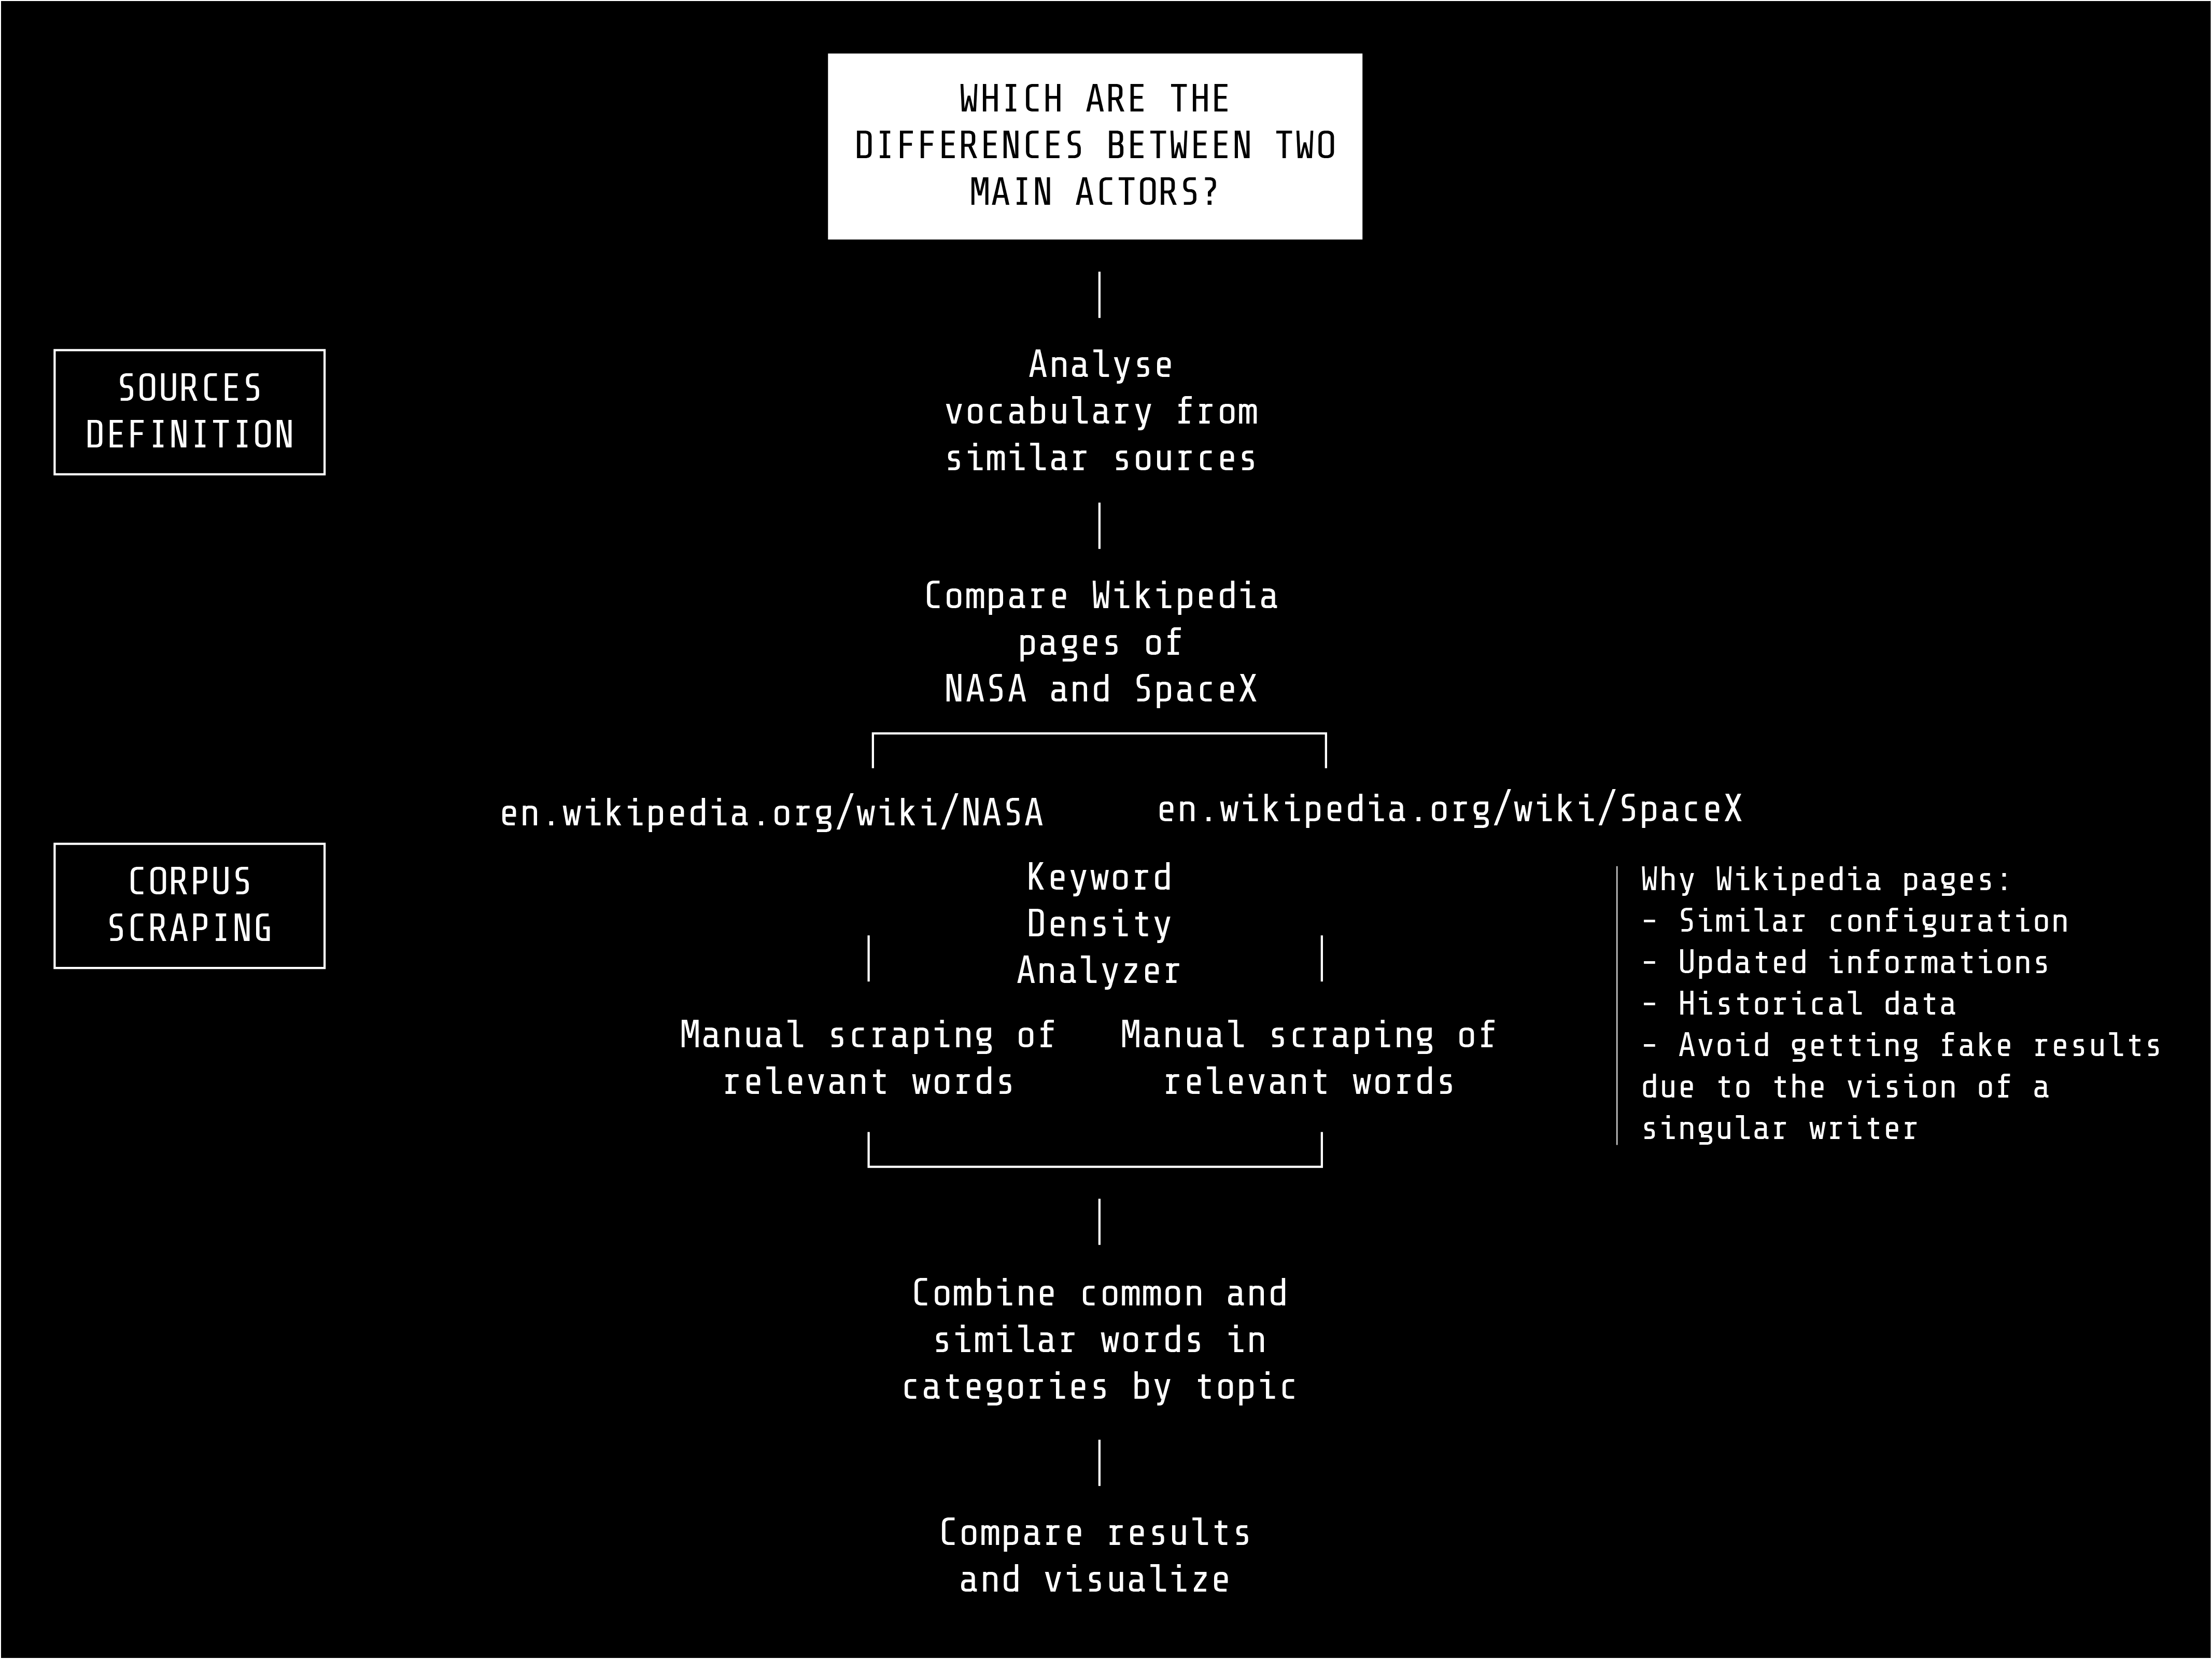 WHICH ARE THE
DIFFERENCES BETWEEN TWO
MAIN ACTORS?
SOURCES
DEFINITION
Analyse
vocabulary from
similar sources
Compare Wikipedia
pages of
NASA and SpaceX
en.wikipedia.org/wiki/NASA
en.wikipedia.org/wiki/SpaceX
CORPUS
SCRAPING
Keyword
Density
Analyzer
Manual scraping of
relevant words
Manual scraping of
relevant words
Why Wikipedia pages:
- Similar configuration
- Updated informations
- Historical data
- Avoid getting fake results
due to the vision of a
singular writer
Combine common and
similar words in
categories by topic
Compare results
and visualize